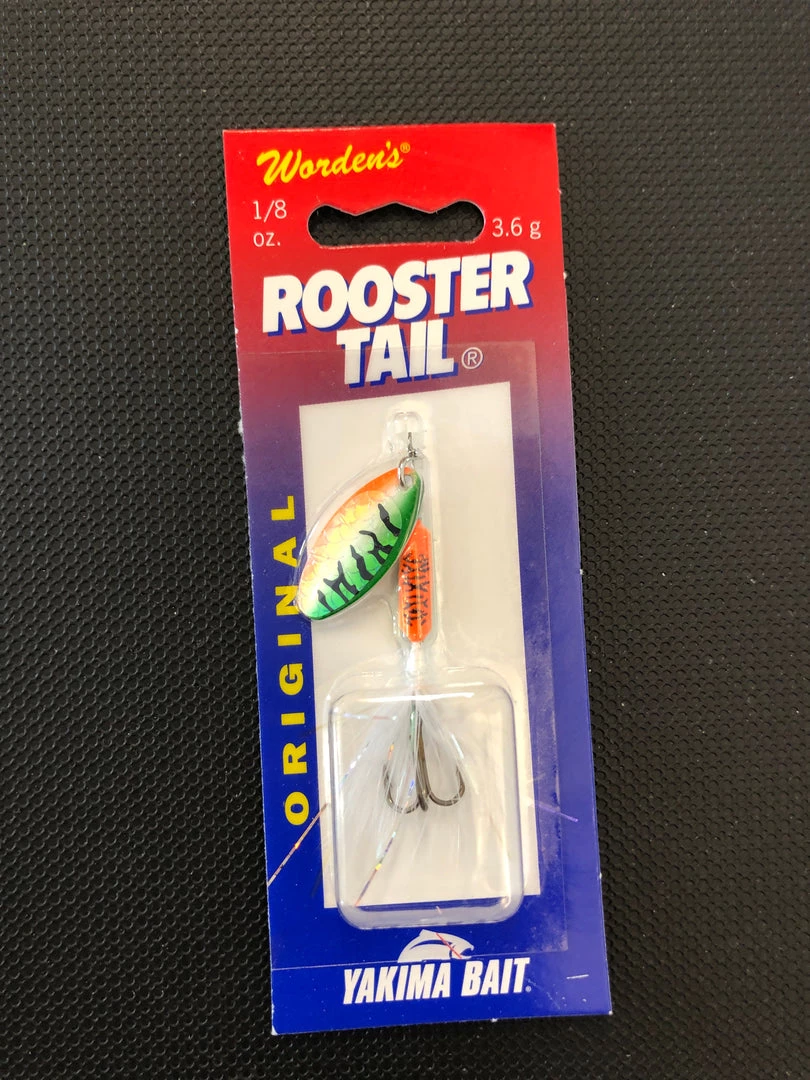 Worden's®
1/8
oz.
3.6 g
ROOSTER
TAIL®
ORIGINAL
YAKIMA BAIT®